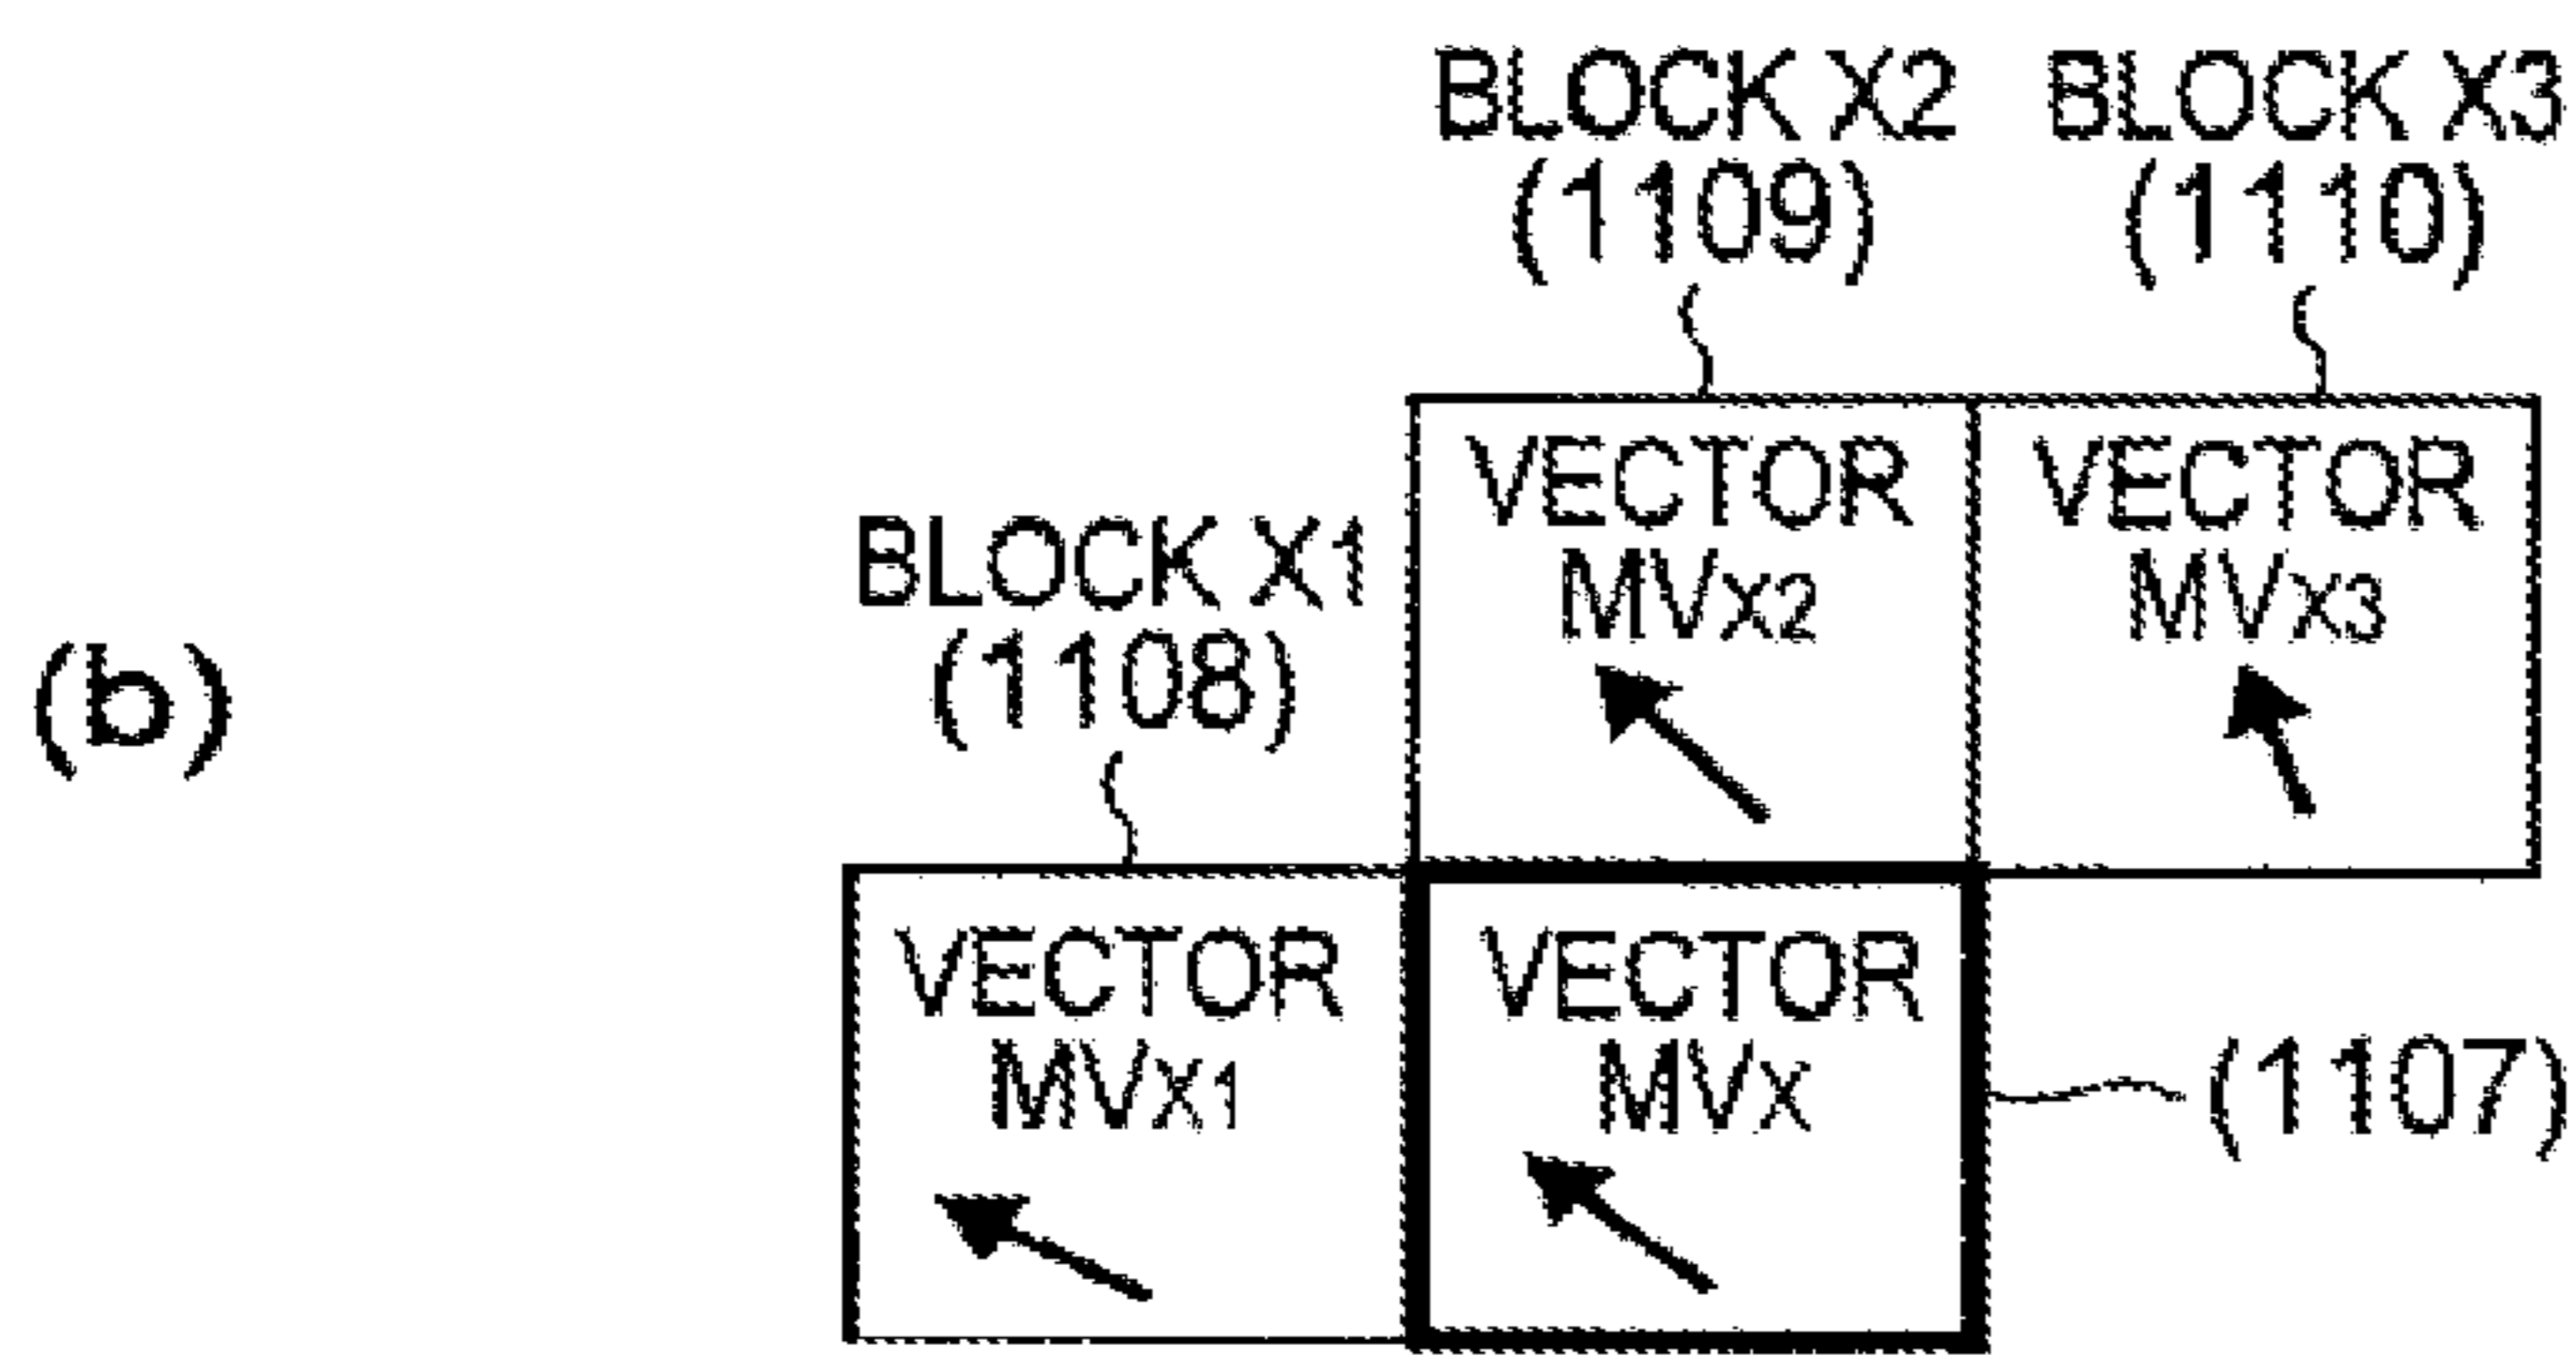 BLOCK X2 BLOCK X3
(1109) (1110)
BLOCK X1
(1108)
(b)
VECTOR
MVX2
VECTOR
MVX3
VECTOR
MVX1
VECTOR
MVX
(1107)